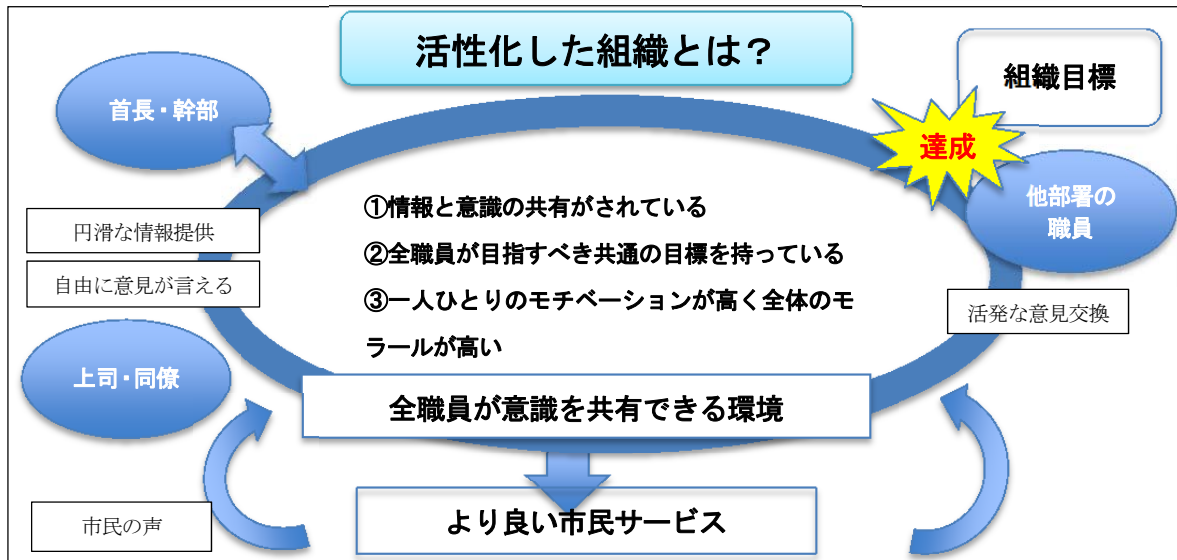 活性化した組織とは？
組織目標
首長・幹部
達成
他部署の
職員
①情報と意識の共有がされている
円滑な情報提供
②全職員が目指すべき共通の目標を持っている
自由に意見が言える
③一人ひとりのモチベーションが高く全体のモ
ラールが高い
活発な意見交換
上司・同僚
全職員が意識を共有できる環境
市民の声
より良い市民サービス